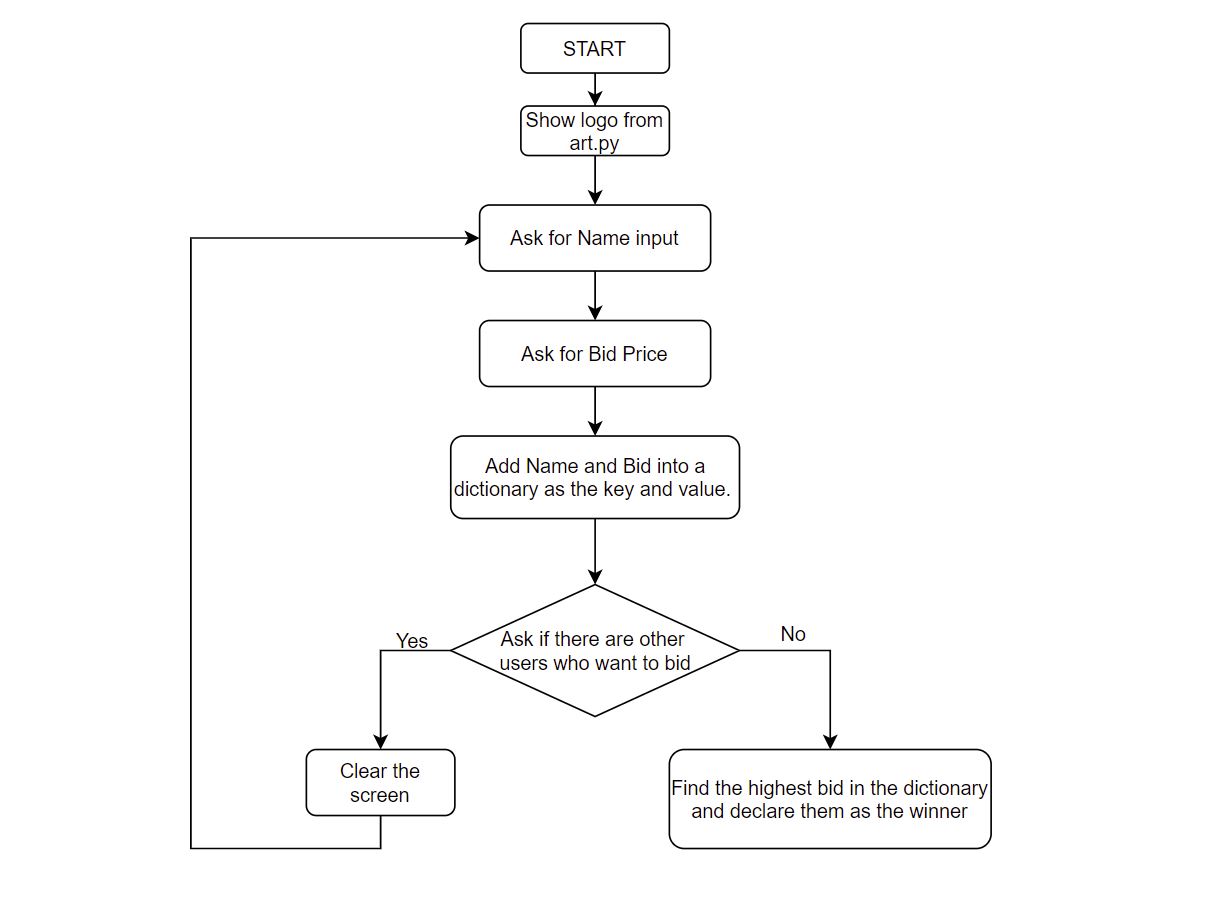 START
Show logo from
art.py
Ask for Name input
Ask for Bid Price
Add Name and Bid into a
dictionary as the key and value.
Ask if there are other
users who want to bid
Yes
No
Clear the
screen
Find the highest bid in the dictionary
and declare them as the winner